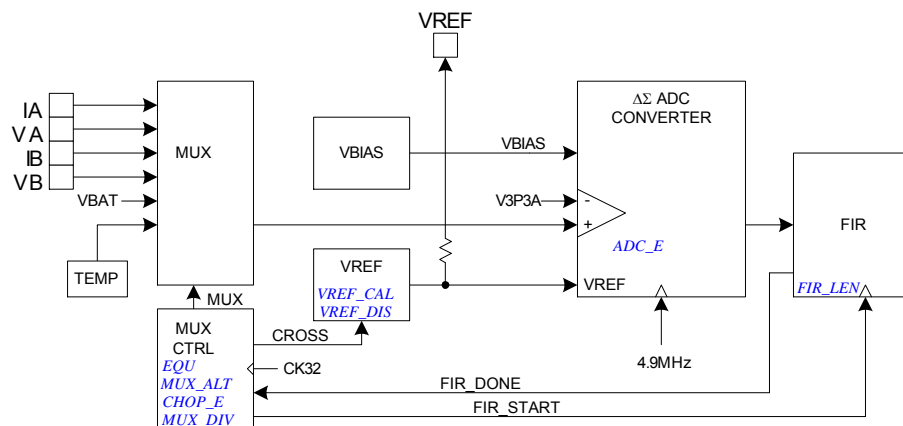 VREF
IA
VA
IB
VB
VBAT
TEMP
MUX
VBIAS
VBIAS
V3P3A
-
+
ΔΣ ADC
CONVERTER
ADC_E
VREF
4.9MHz
FIR
FIR_LEN
VREF
VREF_CAL
VREF_DIS
MUX
MUX
CTRL
EQU
MUX_ALT
CHOP_E
MUX_DIV
CROSS
CK32
FIR_DONE
FIR_START